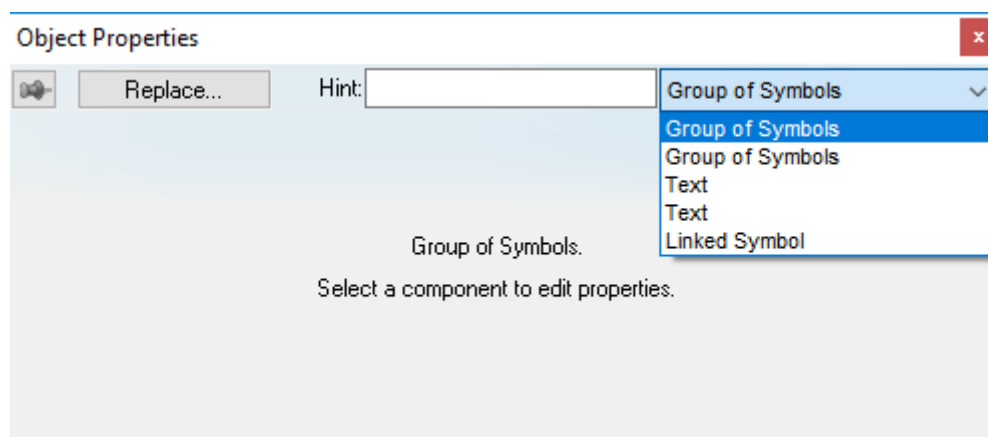 Object Properties
x
Replace...
Hint:
Group of Symbols
Group of Symbols
Group of Symbols
Text
Text
Linked Symbol
Group of Symbols.
Select a component to edit properties.